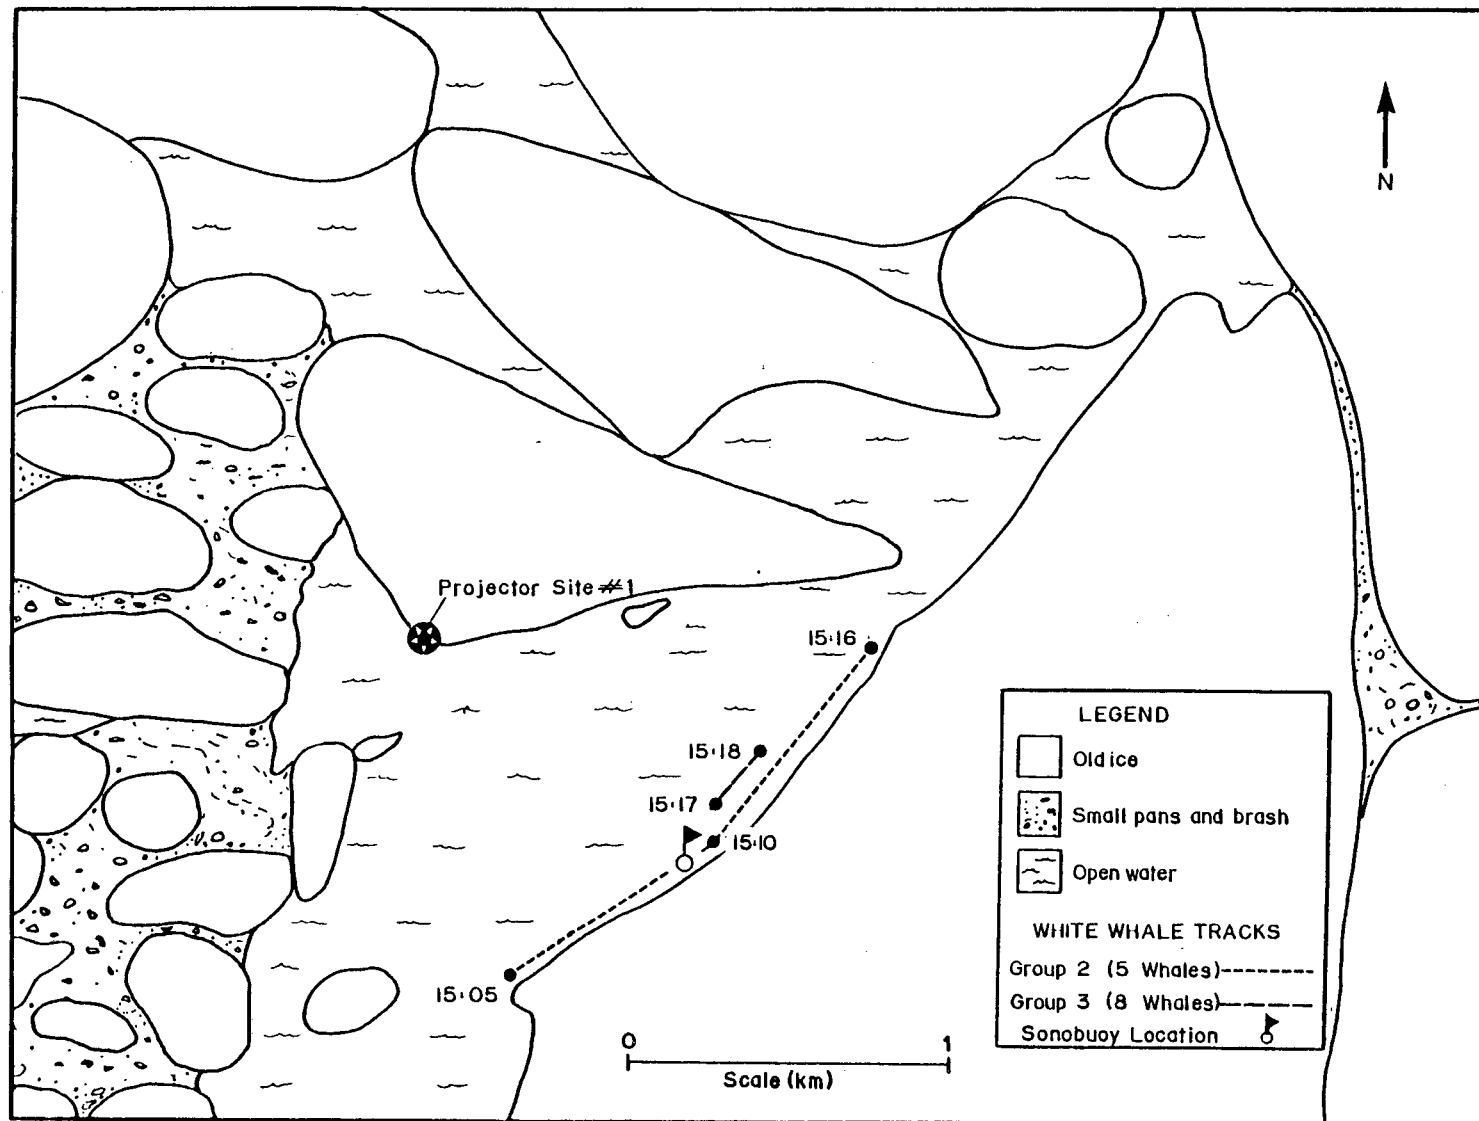 N
Projector Site #1
15:16
15:18
15:17
15:10
15:05
LEGEND
Old ice
Small pans and brash
Open water
WHITE WHALE TRACKS
Group 2 (5 Whales)
Group 3 (8 Whales)
Sonobuoy Location
0 1
Scale (km)